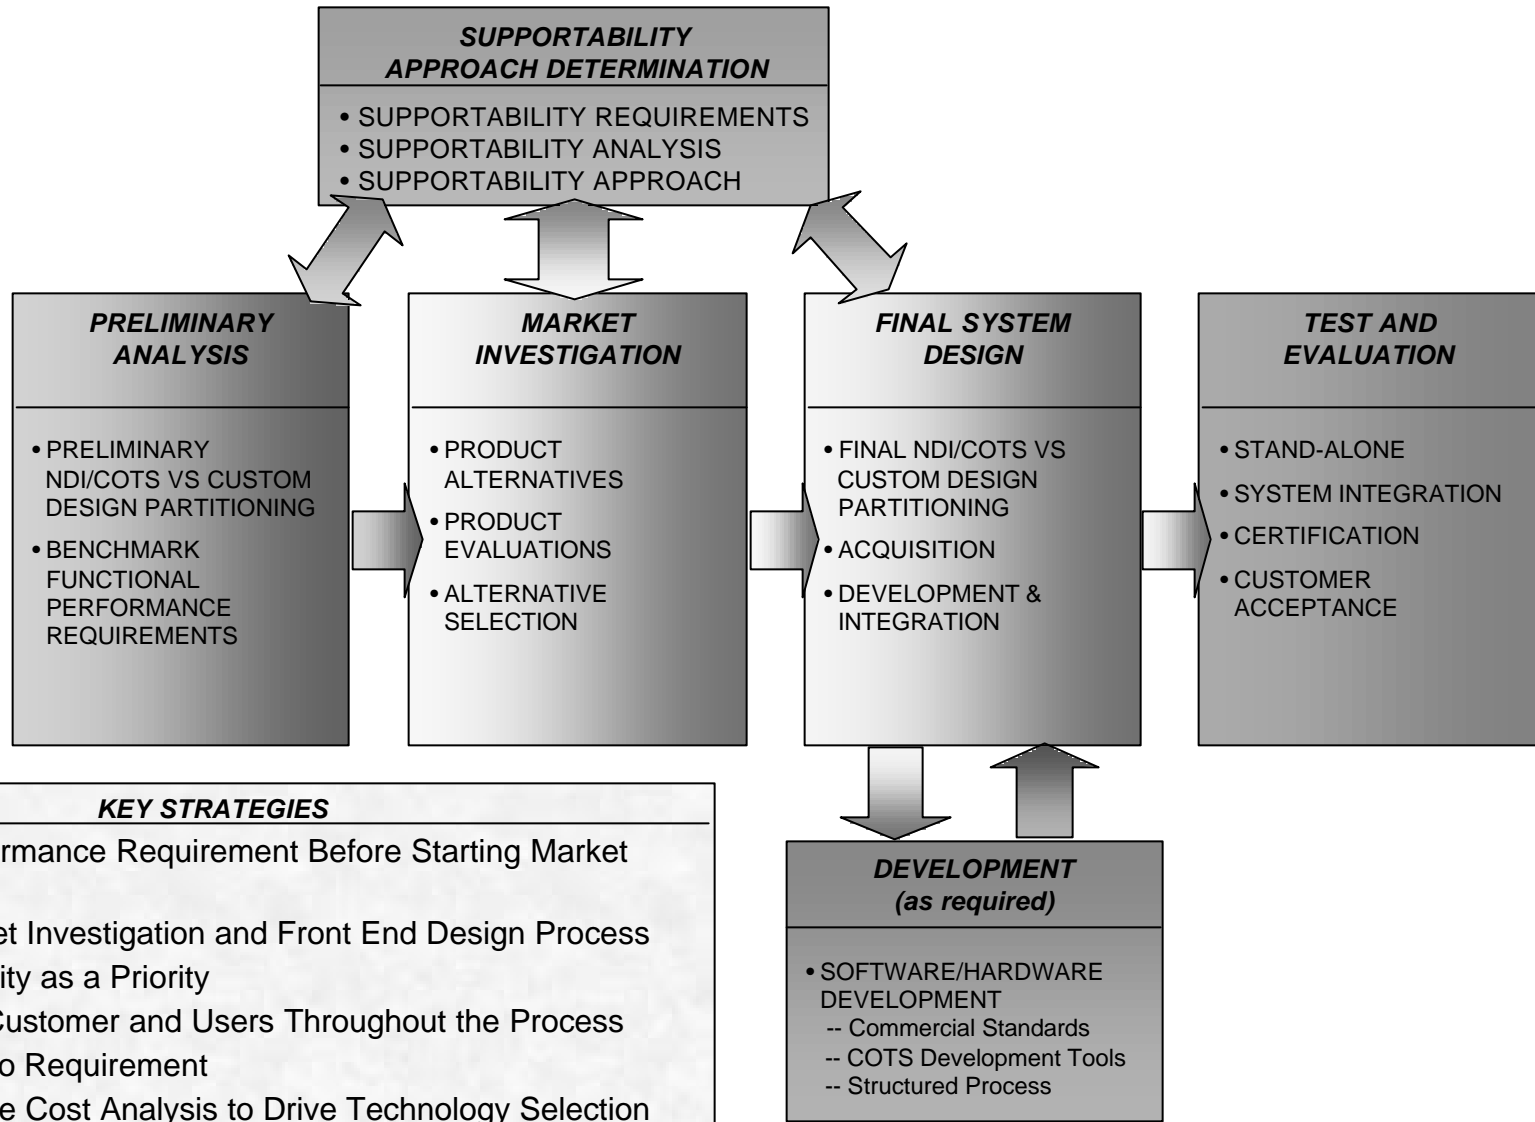 SUPPORTABILITY
APPROACH DETERMINATION
• SUPPORTABILITY REQUIREMENTS
• SUPPORTABILITY ANALYSIS
• SUPPORTABILITY APPROACH
PRELIMINARY
ANALYSIS
• PRELIMINARY
NDI/COTS VS CUSTOM
DESIGN PARTITIONING
• BENCHMARK
FUNCTIONAL
PERFORMANCE
REQUIREMENTS
MARKET
INVESTIGATION
• PRODUCT
ALTERNATIVES
• PRODUCT
EVALUATIONS
• ALTERNATIVE
SELECTION
FINAL SYSTEM
DESIGN
• FINAL NDI/COTS VS
CUSTOM DESIGN
PARTITIONING
• ACQUISITION
• DEVELOPMENT &
INTEGRATION
TEST AND
EVALUATION
• STAND-ALONE
• SYSTEM INTEGRATION
• CERTIFICATION
• CUSTOMER
ACCEPTANCE
KEY STRATEGIES
rmance Requirement Before Starting Market
et Investigation and Front End Design Process
ity as a Priority
Customer and Users Throughout the Process
o Requirement
e Cost Analysis to Drive Technology Selection
DEVELOPMENT
(as required)
• SOFTWARE/HARDWARE
DEVELOPMENT
-- Commercial Standards
-- COTS Development Tools
-- Structured Process